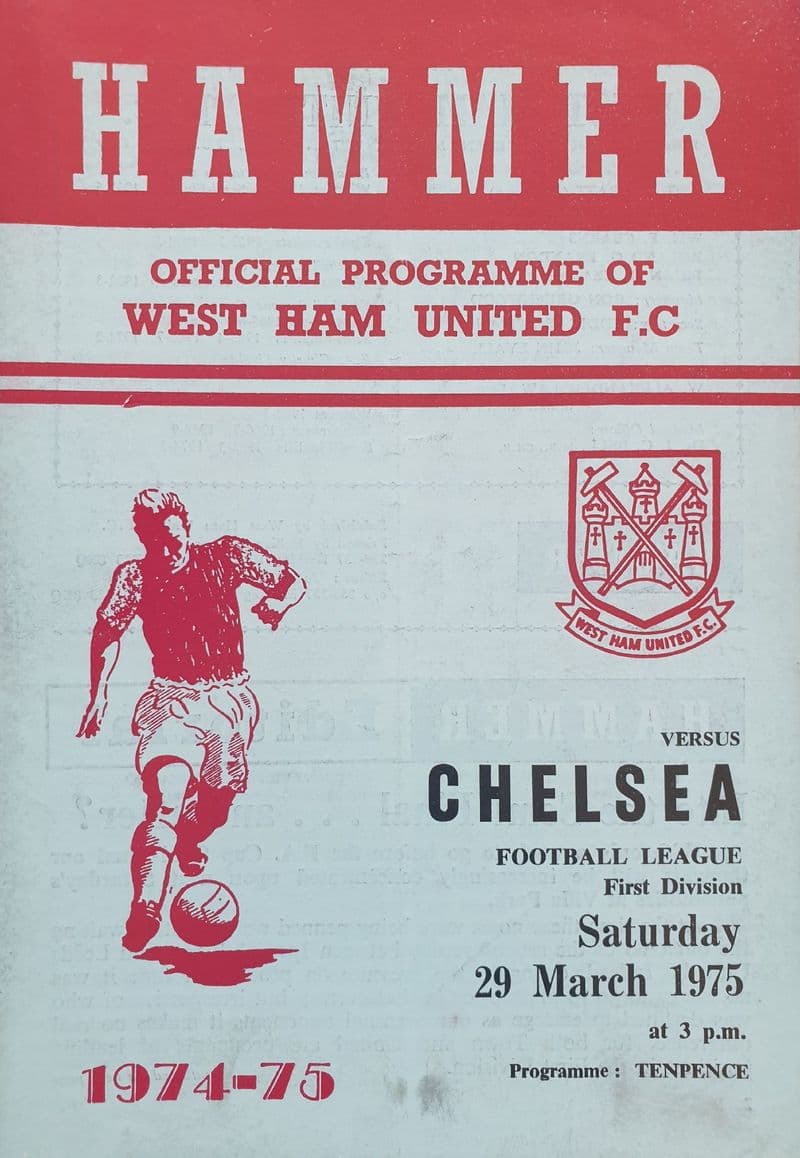 HAMMER
OFFICIAL PROGRAMME OF
WEST HAM UNITED F.C
WEST HAM UNITED F.C.
VERSUS
CHELSEA
FOOTBALL LEAGUE
First Division
Saturday
29 March 1975
at 3 p.m.
Programme : TENPENCE
1974-75